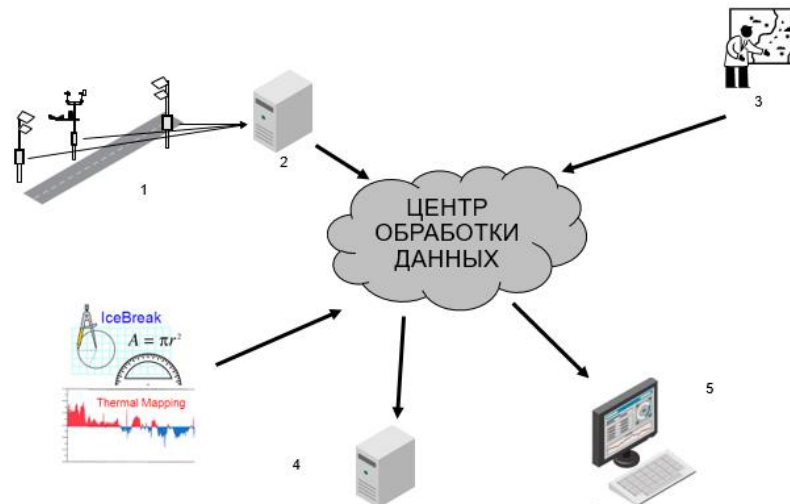 1
2
3
ЦЕНТР
ОБРАБОТКИ
ДАННЫХ
IceBreak
A = πr²
Thermal Mapping
4
5